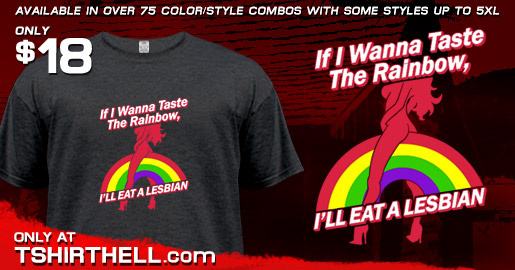 AVAILABLE IN OVER 75 COLOR/STYLE COMBOS WITH SOME STYLES UP TO 5XL
ONLY
$18
If I Wanna Taste
The Rainbow,
I'LL EAT A LESBIAN
If I Wanna Taste
The Rainbow,
I'LL EAT A LESBIAN
ONLY AT
TSHIRTHELL.com